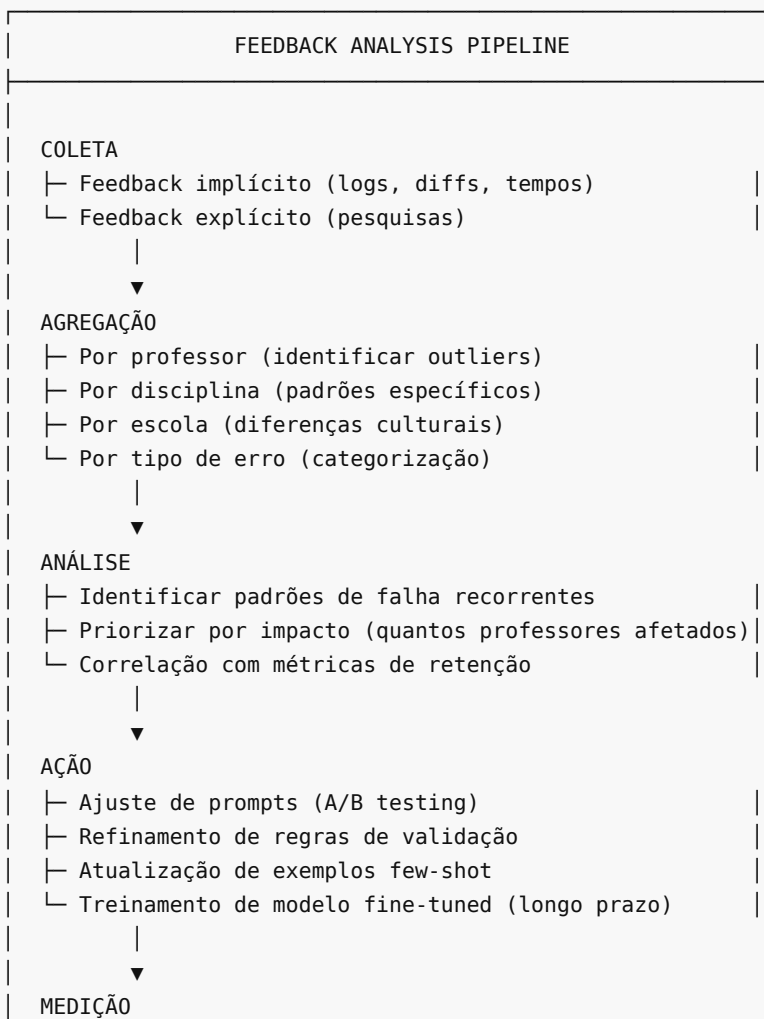 FEEDBACK ANALYSIS PIPELINE
COLETA
├─ Feedback implícito (logs, diffs, tempos)
└─ Feedback explícito (pesquisas)
AGREGAÇÃO
├─ Por professor (identificar outliers)
├─ Por disciplina (padrões específicos)
├─ Por escola (diferenças culturais)
└─ Por tipo de erro (categorização)
ANÁLISE
├─ Identificar padrões de falha recorrentes
├─ Priorizar por impacto (quantos professores afetados)
└─ Correlação com métricas de retenção
AÇÃO
├─ Ajuste de prompts (A/B testing)
├─ Refinamento de regras de validação
├─ Atualização de exemplos few-shot
└─ Treinamento de modelo fine-tuned (longo prazo)
MEDIÇÃO